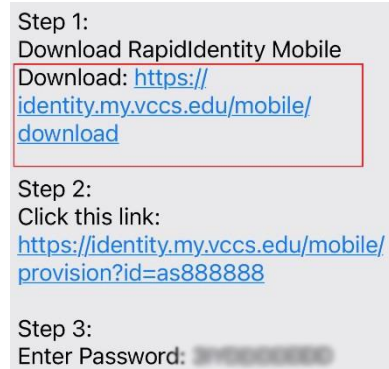 Step 1:
Download RapidIdentity Mobile
Download: https://
identity.my.vccs.edu/mobile/
download
Step 2:
Click this link:
https://identity.my.vccs.edu/mobile/
provision?id=as888888
Step 3:
Enter Password: